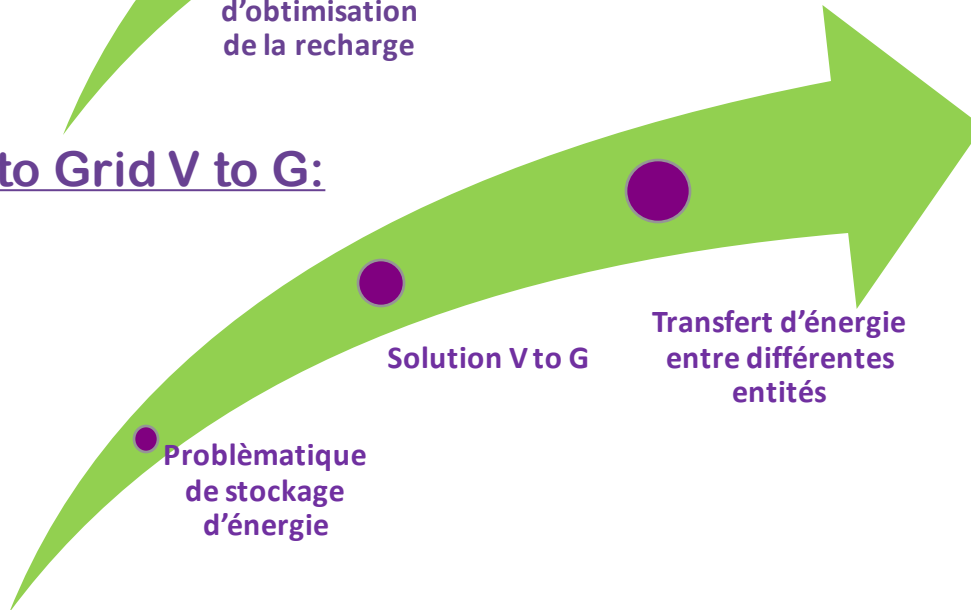 d’obtimisation
de la recharge
to Grid V to G:
Transfert d’énergie
entre différentes
entités
Solution V to G
Problèmatique
de stockage
d’énergie